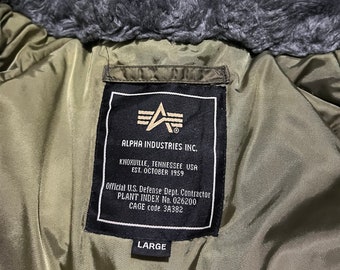 ALPHA INDUSTRIES INC.
KNOXVILLE, TENNESSEE USA
EST. OCTOBER 1959
Official U.S. Defense Dept. Contractor
PLANT INDEX No. 026200
CAGE code 3A382
LARGE